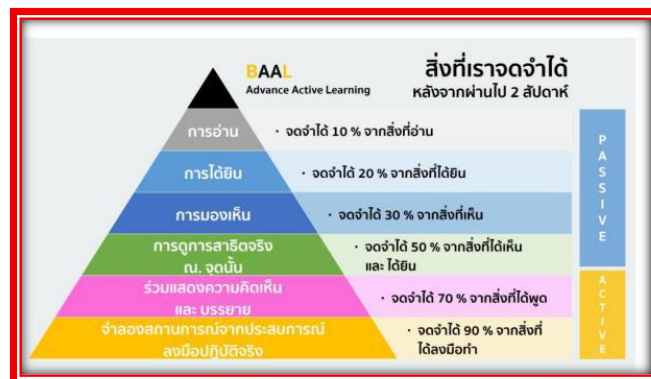 BAAL
Advance Active Learning
สิ่งที่เราจดจำได้
หลังจากผ่านไป 2 สัปดาห์
การอ่าน
· จดจำได้ 10 % จากสิ่งที่อ่าน
การได้ยิน
· จดจำได้ 20 % จากสิ่งที่ได้ยิน
การมองเห็น
· จดจำได้ 30 % จากสิ่งที่เห็น
การดูการสาธิตจริง
ณ. จุดนั้น
· จดจำได้ 50 % จากสิ่งที่ได้เห็น
และ ได้ยิน
ร่วมแสดงความคิดเห็น
และ บรรยาย
· จดจำได้ 70 % จากสิ่งที่ได้พูด
จำลองสถานการณ์จากประสบการณ์
ลงมือปฏิบัติจริง
· จดจำได้ 90 % จากสิ่งที่
ได้ลงมือทำ
PASSIVE
ACTIVE